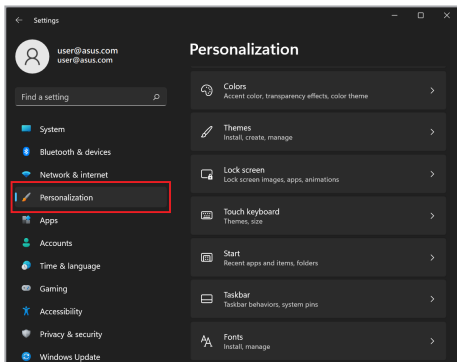 Settings
user@asus.com
user@asus.com
Find a setting
System
Bluetooth & devices
Network & internet
Personalization
Apps
Accounts
Time & language
Gaming
Accessibility
Privacy & security
Windows Update
Personalization
Colors
Accent color, transparency effects, color theme
Themes
Install, create, manage
Lock screen
Lock screen images, apps, animations
Touch keyboard
Themes, size
Start
Recent apps and items, folders
Taskbar
Taskbar behaviors, system pins
Fonts
Install, manage